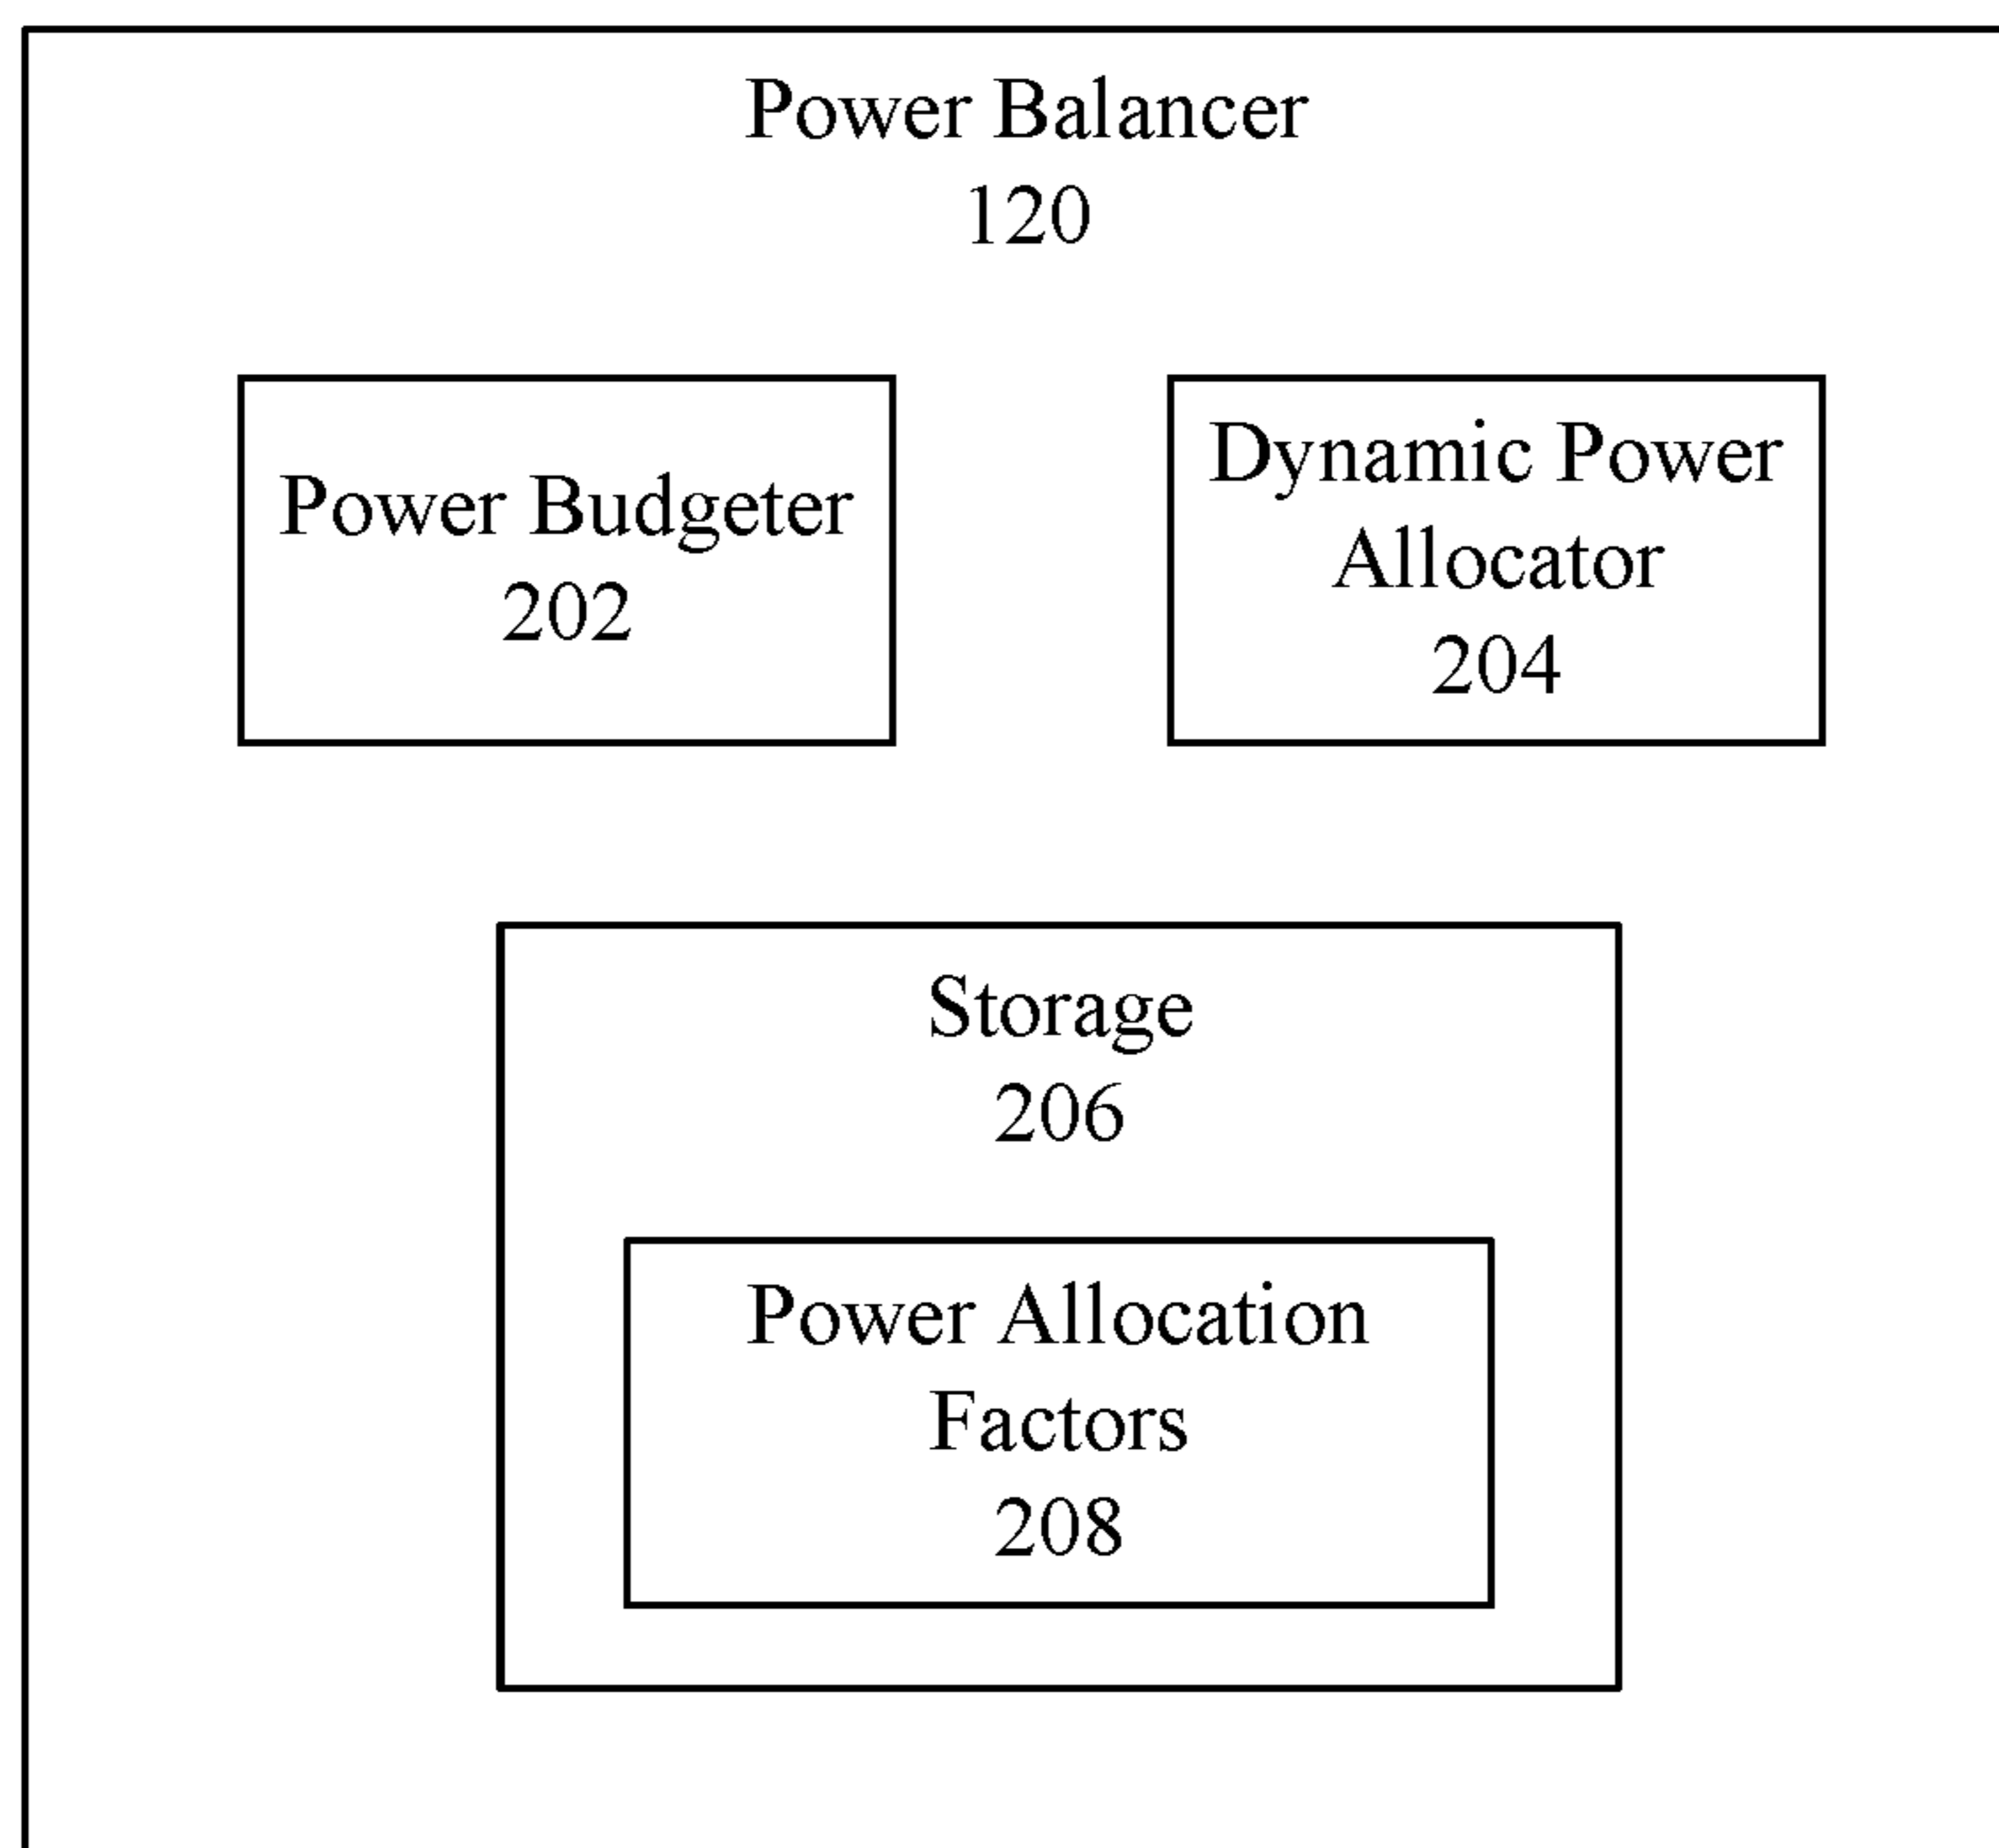 Power Balancer
120
Power Budgeter
202
Dynamic Power
Allocator
204
Storage
206
Power Allocation
Factors
208